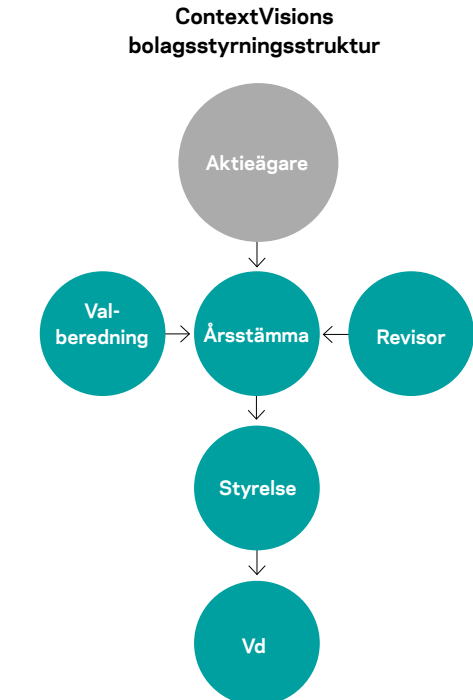 ContextVisions
bolagsstyrningsstruktur
Aktieägare
Val-
beredning
Årsstämma
Revisor
Styrelse
Vd